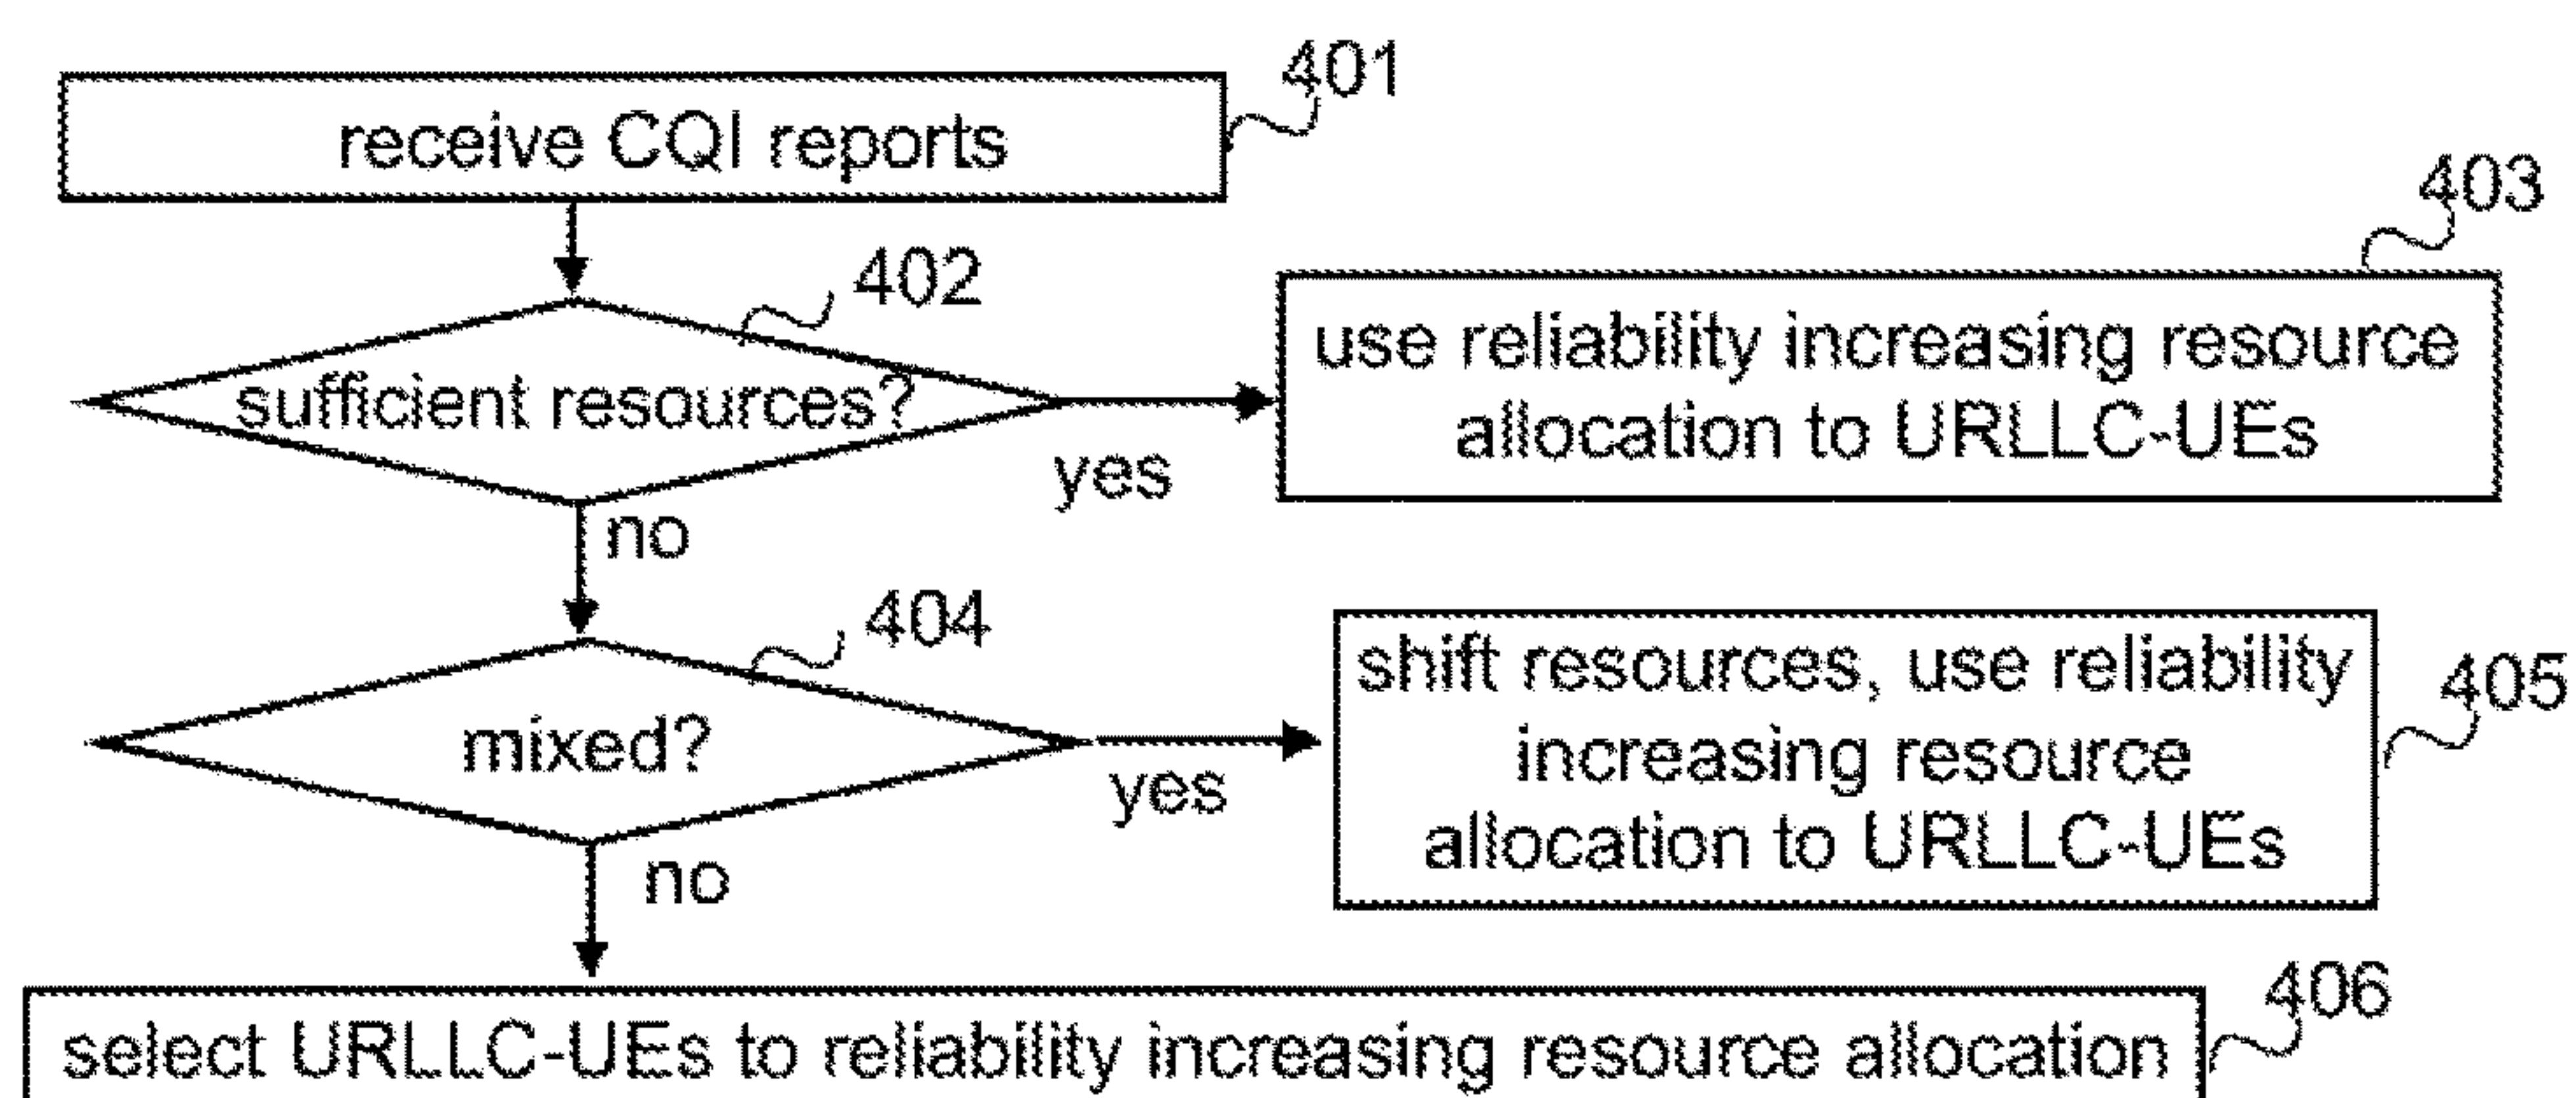 401
receive CQI reports
403
402
use reliability increasing resource
allocation to URLLC-UEs
sufficient resources?
yes
no
404
shift resources, use reliability
increasing resource
allocation to URLLC-UEs
405
mixed?
yes
no
406
select URLLC-UEs to reliability increasing resource allocation